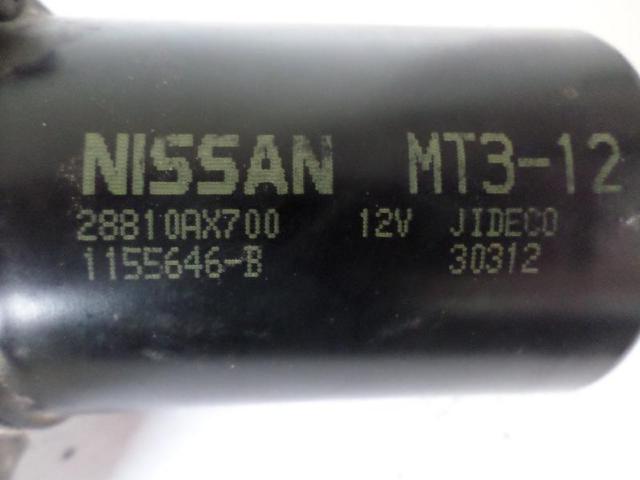 NISSAN MT3-12
28810AX700 12V JIDECO
1155646-B 30312